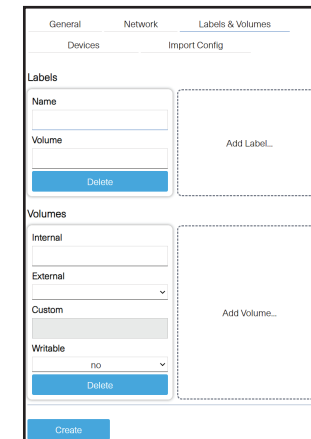 General Network Labels & Volumes
Devices Import Config
Labels
Name
Volume
Delete
Add Label...
Volumes
Internal
External
Custom
Writable
no
Delete
Add Volume...
Create